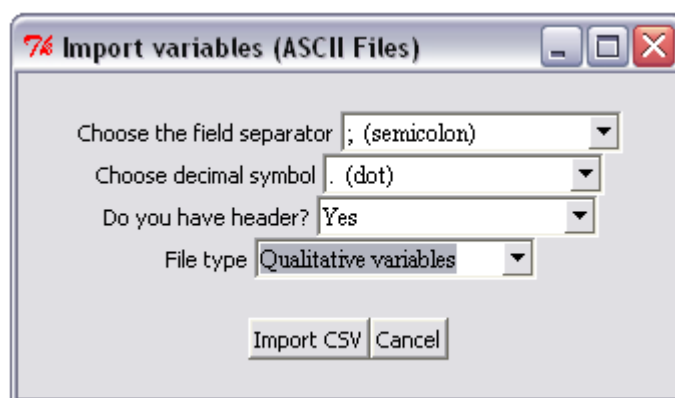 Import variables (ASCII Files)
Choose the field separator ; (semicolon)
Choose decimal symbol . (dot)
Do you have header? Yes
File type Qualitative variables
Import CSV Cancel